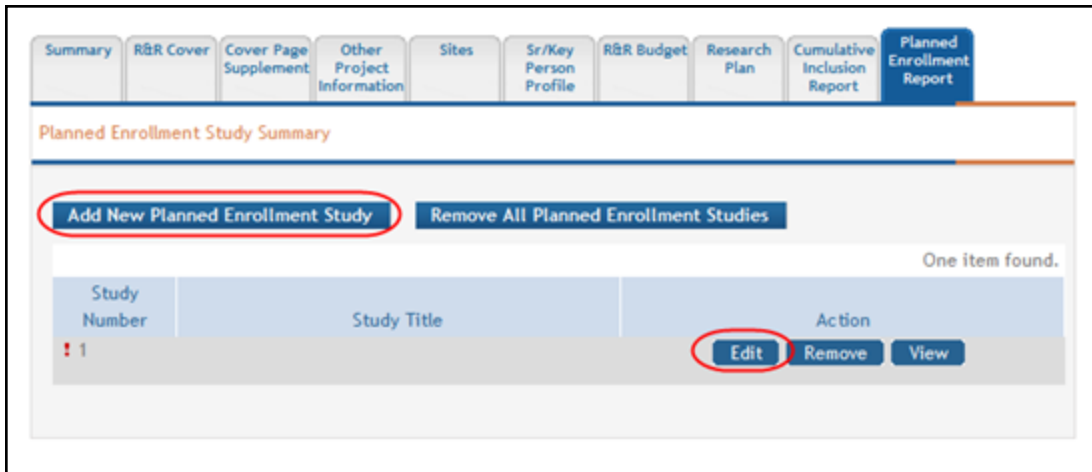 Summary
R&R Cover
Cover Page
Supplement
Other
Project
Information
Sites
Sr/Key
Person
Profile
R&R Budget
Research
Plan
Cumulative
Inclusion
Report
Planned
Enrollment
Report
Planned Enrollment Study Summary
Add New Planned Enrollment Study Remove All Planned Enrollment Studies
One item found.
Study
Number
Study Title
Action
! 1 Edit Remove View